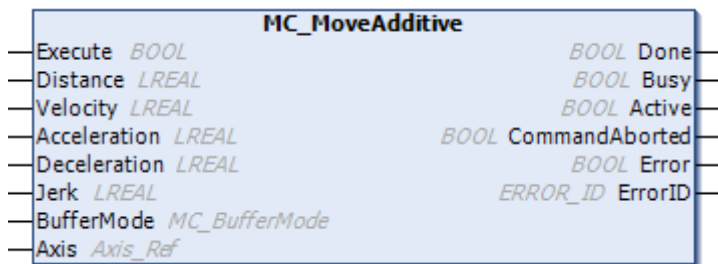 MC_MoveAdditive
Execute BOOL BOOL Done
Distance LREAL BOOL Busy
Velocity LREAL BOOL Active
Acceleration LREAL BOOL CommandAborted
Deceleration LREAL BOOL Error
Jerk LREAL ERROR_ID ErrorID
BufferMode MC_BufferMode
Axis Axis_Ref